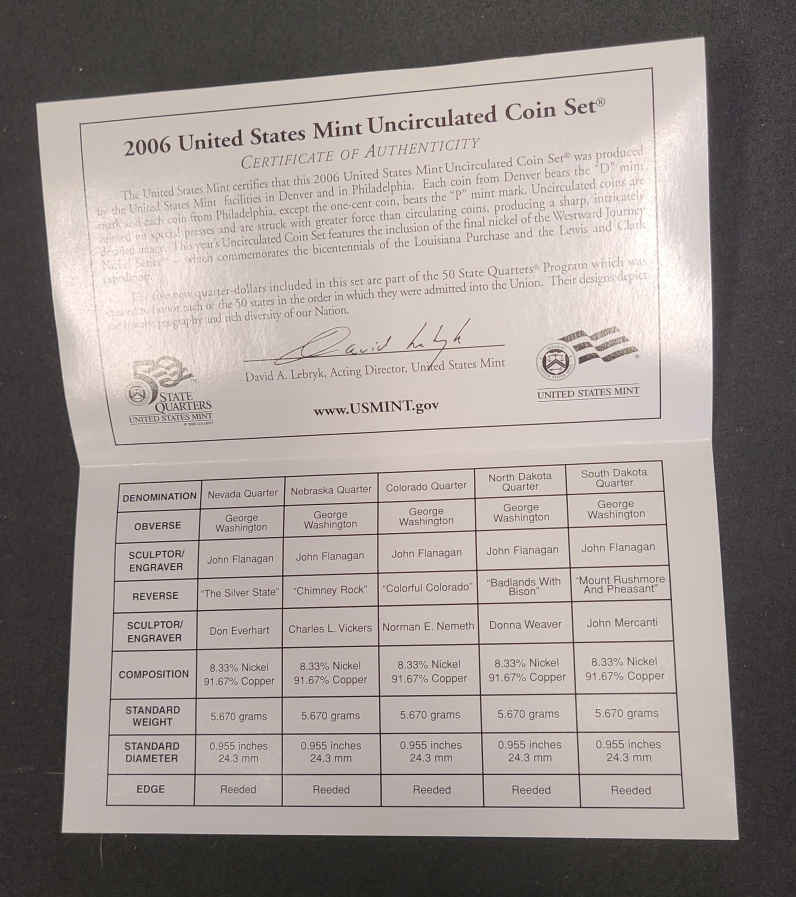 2006 United States Mint Uncirculated Coin Set®
CERTIFICATE OF AUTHENTICITY
The United States Mint certifies that this 2006 United States Mint Uncirculated Coin Set® was produced
by the United States Mint facilities in Denver and in Philadelphia. Each coin from Denver bears the "D" mint
mark and each coin from Philadelphia, except the one-cent coin, bears the "P" mint mark. Uncirculated coins are
minted on special presses and are struck with greater force than circulating coins, producing a sharp, intricately
detailed image. This year's Uncirculated Coin Set features the inclusion of the final nickel of the Westward Journey
Nickel Series™ – which commemorates the bicentennials of the Louisiana Purchase and the Lewis and Clark
expedition.
The five new quarter-dollars included in this set are part of the 50 State Quarters® Program which was
created to honor each of the 50 states in the order in which they were admitted into the Union. Their designs depict
the history, geography and rich diversity of our Nation.
David A. Lebryk, Acting Director, United States Mint
50
STATE
QUARTERS
UNITED STATES MINT
www.USMINT.gov
UNITED STATES MINT
DENOMINATION Nevada Quarter Nebraska Quarter Colorado Quarter North Dakota Quarter South Dakota Quarter
OBVERSE George Washington George Washington George Washington George Washington George Washington
SCULPTOR/ENGRAVER John Flanagan John Flanagan John Flanagan John Flanagan John Flanagan
REVERSE "The Silver State" "Chimney Rock" "Colorful Colorado" "Badlands With Bison" "Mount Rushmore And Pheasant"
SCULPTOR/ENGRAVER Don Everhart Charles L. Vickers Norman E. Nemeth Donna Weaver John Mercanti
COMPOSITION 8.33% Nickel 91.67% Copper 8.33% Nickel 91.67% Copper 8.33% Nickel 91.67% Copper 8.33% Nickel 91.67% Copper 8.33% Nickel 91.67% Copper
STANDARD WEIGHT 5.670 grams 5.670 grams 5.670 grams 5.670 grams 5.670 grams
STANDARD DIAMETER 0.955 inches 24.3 mm 0.955 inches 24.3 mm 0.955 inches 24.3 mm 0.955 inches 24.3 mm 0.955 inches 24.3 mm
EDGE Reeded Reeded Reeded Reeded Reeded